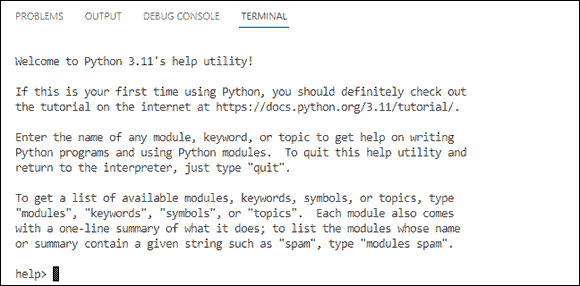 PROBLEMS OUTPUT DEBUG CONSOLE TERMINAL
Welcome to Python 3.11's help utility!
If this is your first time using Python, you should definitely check out
the tutorial on the internet at https://docs.python.org/3.11/tutorial/.
Enter the name of any module, keyword, or topic to get help on writing
Python programs and using Python modules.  To quit this help utility and
return to the interpreter, just type "quit".
To get a list of available modules, keywords, symbols, or topics, type
"modules", "keywords", "symbols", or "topics".  Each module also comes
with a one-line summary of what it does; to list the modules whose name
or summary contain a given string such as "spam", type "modules spam".
help>